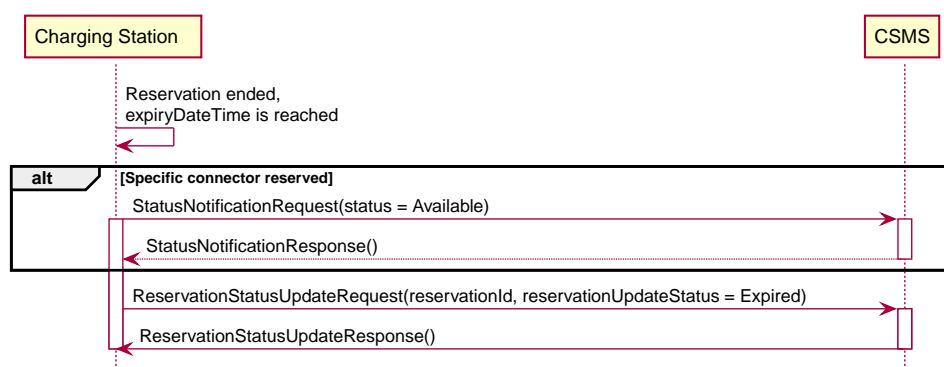 Charging Station
CSMS
Reservation ended,
expiryDateTime is reached
alt
[Specific connector reserved]
StatusNotificationRequest(status = Available)
StatusNotificationResponse()
ReservationStatusUpdateRequest(reservationId, reservationUpdateStatus = Expired)
ReservationStatusUpdateResponse()